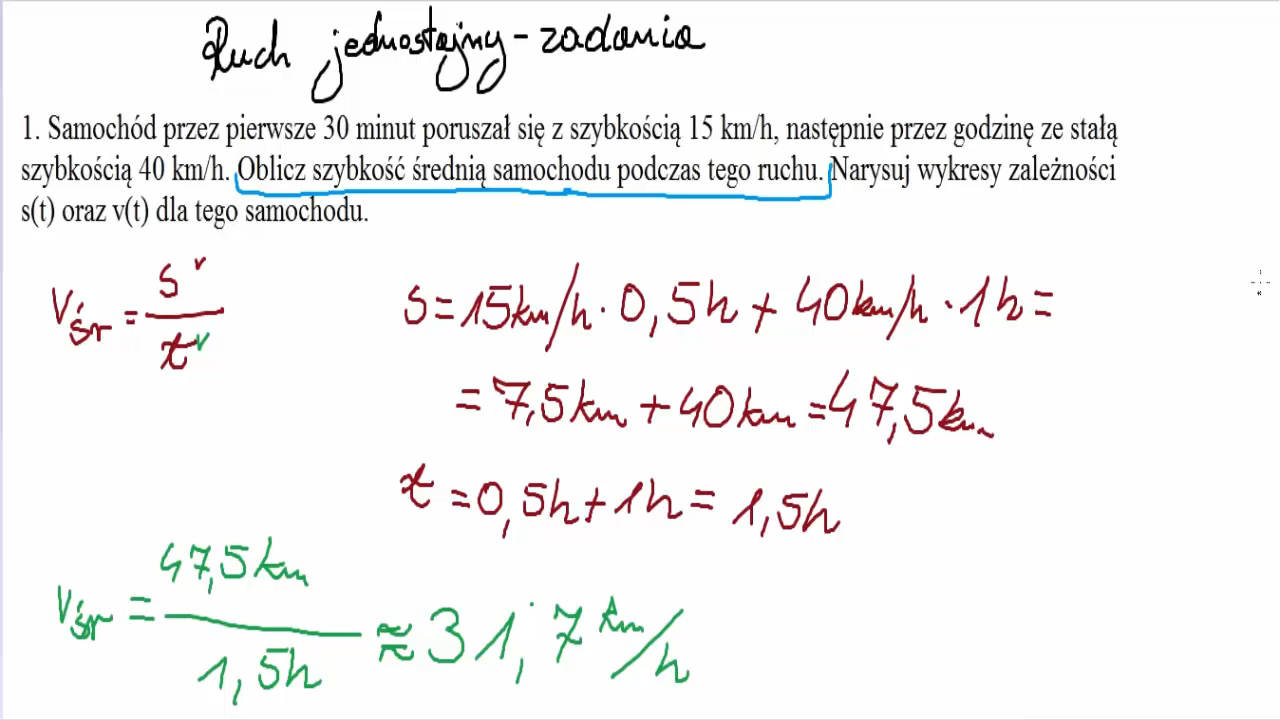 Ruch jednostajny - zadania
1. Samochód przez pierwsze 30 minut poruszał się z szybkością 15 km/h, następnie przez godzinę ze stałą
szybkością 40 km/h. Oblicz szybkość średnią samochodu podczas tego ruchu. Narysuj wykresy zależności
s(t) oraz v(t) dla tego samochodu.
Vśr = s / t
s = 15km/h · 0,5h + 40km/h · 1h =
= 7,5km + 40km = 47,5km
t = 0,5h + 1h = 1,5h
Vśr = 47,5km / 1,5h ≈ 31,7 km/h